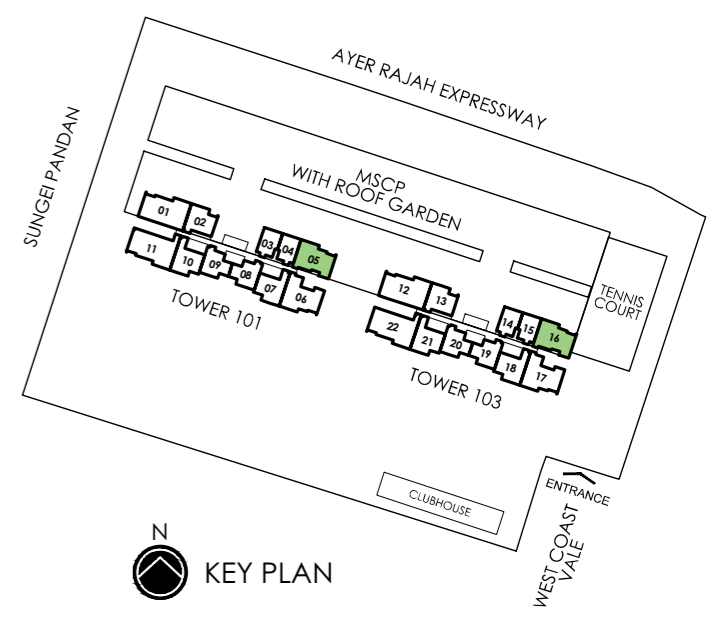 AYER RAJAH EXPRESSWAY
SUNGEI PANDAN
MSCP
WITH ROOF GARDEN
01
02
03
04
05
11
10
09
08
07
06
TOWER 101
12
13
14
15
16
22
21
20
19
18
17
TOWER 103
TENNIS
COURT
CLUBHOUSE
ENTRANCE
WEST COAST
VALE
N
KEY PLAN